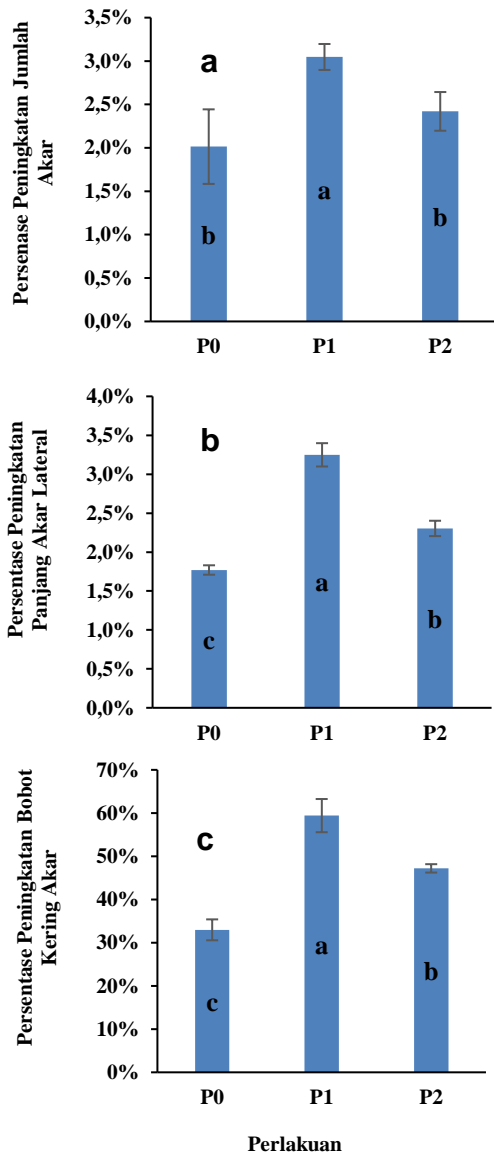 Persenase Peningkatan Jumlah
Akar
3,5%
3,0%
2,5%
2,0%
1,5%
1,0%
0,5%
0,0%
a
b
a
b
P0 P1 P2
Persentase Peningkatan
Panjang Akar Lateral
4,0%
3,5%
3,0%
2,5%
2,0%
1,5%
1,0%
0,5%
0,0%
b
c
a
b
P0 P1 P2
Persentase Peningkatan Bobot
Kering Akar
70%
60%
50%
40%
30%
20%
10%
0%
c
c
a
b
P0 P1 P2
Perlakuan